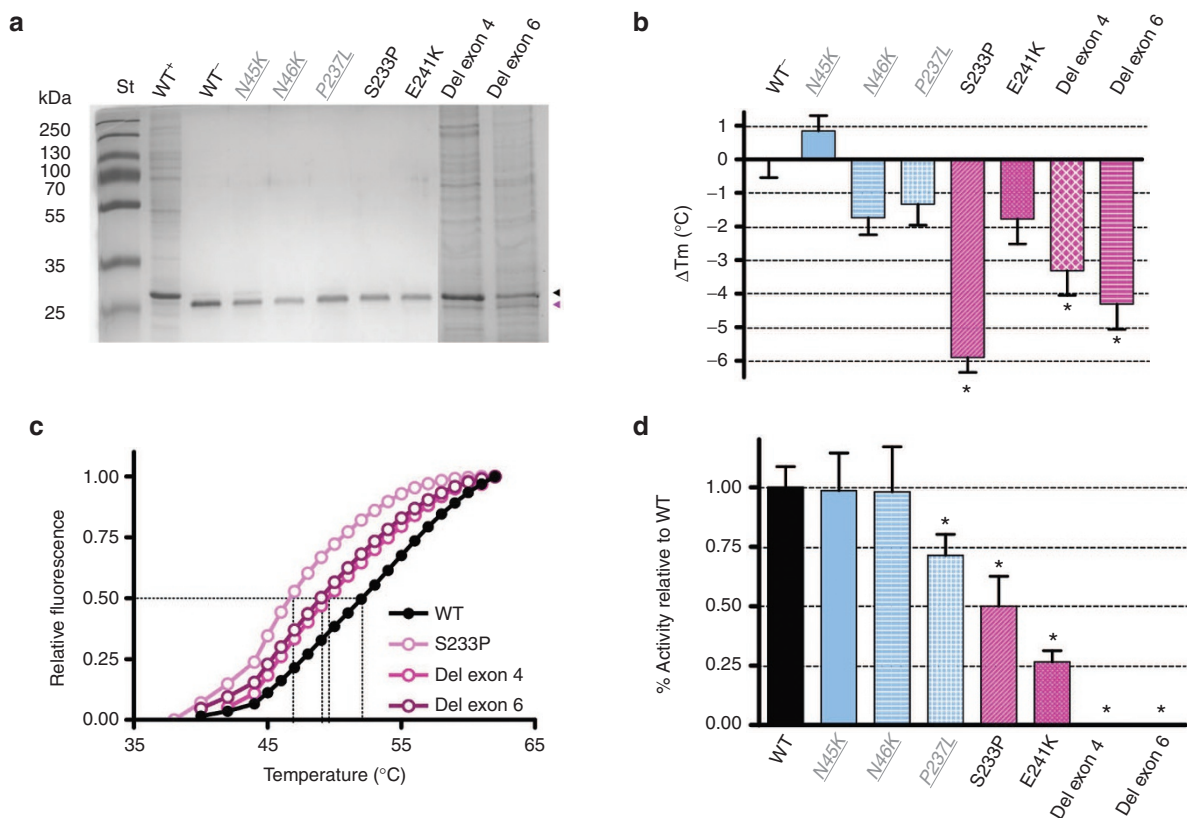 a
kDa
St
WT+
WT−
N45K
N46K
P237L
S233P
E241K
Del exon 4
Del exon 6
250
130
100
70
55
35
25
b
WT−
N45K
N46K
P237L
S233P
E241K
Del exon 4
Del exon 6
ΔTm (°C)
1
0
−1
−2
−3
−4
−5
−6
*
*
*
c
Relative fluorescence
1.00
0.75
0.50
0.25
0.00
35
45
55
65
Temperature (°C)
WT
S233P
Del exon 4
Del exon 6
d
% Activity relative to WT
1.00
0.75
0.50
0.25
0.00
*
*
*
*
*
WT
N45K
N46K
P237L
S233P
E241K
Del exon 4
Del exon 6